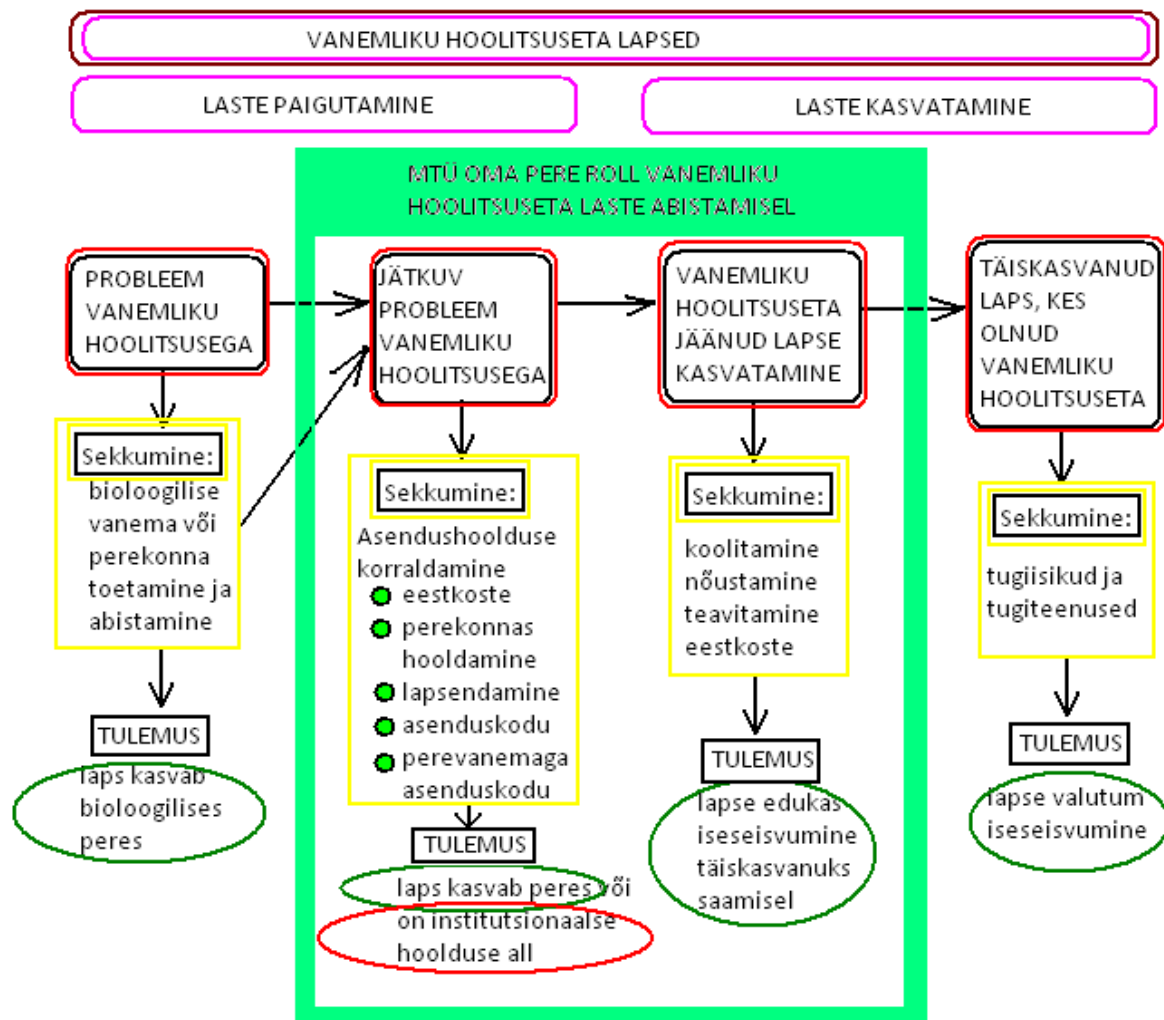 VANEMLIKU HOOLITSUSETA LAPSED
LASTE PAIGUTAMINE
LASTE KASVATAMINE
MTÜ OMA PERE ROLL VANEMLIKU
HOOLITSUSETA LASTE ABISTAMISEL
PROBLEEM
VANEMLIKU
HOOLITSUSEGA
Sekkumine:
bioloogilise
vanema või
perekonna
toetamine ja
abistamine
TULEMUS
laps kasvab
bioloogilises
peres
JÄTKUV
PROBLEEM
VANEMLIKU
HOOLITSUSEGA
Sekkumine:
Asendushoolduse
korraldamine
eestkoste
perekonnas
hooldamine
lapsendamine
asenduskodu
perevanemaga
asenduskodu
TULEMUS
laps kasvab peres või
on institutsionaalse
hoolduse all
VANEMLIKU
HOOLITSUSETA
JÄÄNUD LAPSE
KASVATAMINE
Sekkumine:
koolitamine
nõustamine
teavitamine
eestkoste
TULEMUS
lapse edukas
iseseisvumine
täiskasvanuks
saamisel
TÄISKASVANUD
LAPS, KES
OLNUD
VANEMLIKU
HOOLITSUSETA
Sekkumine:
tugiisikud ja
tugiteenused
TULEMUS
lapse valutum
iseseisvumine